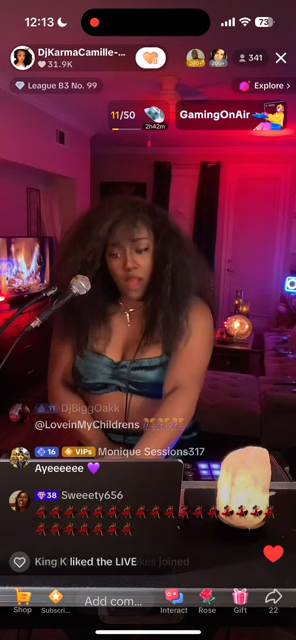 12:13
73
DjKarmaCamille-...
31.9K
341
League B3 No. 99
Explore >
11/50
2h42m
GamingOnAir
11 DjBiggOakk
@LoveinMyChildrens
16 VIPs Monique Sessions317
Ayeeeeee 💜
38 Sweeety656
King K liked the LIVE
kes joined
Shop
Subscri...
Add com...
Interact
Rose
Gift
22